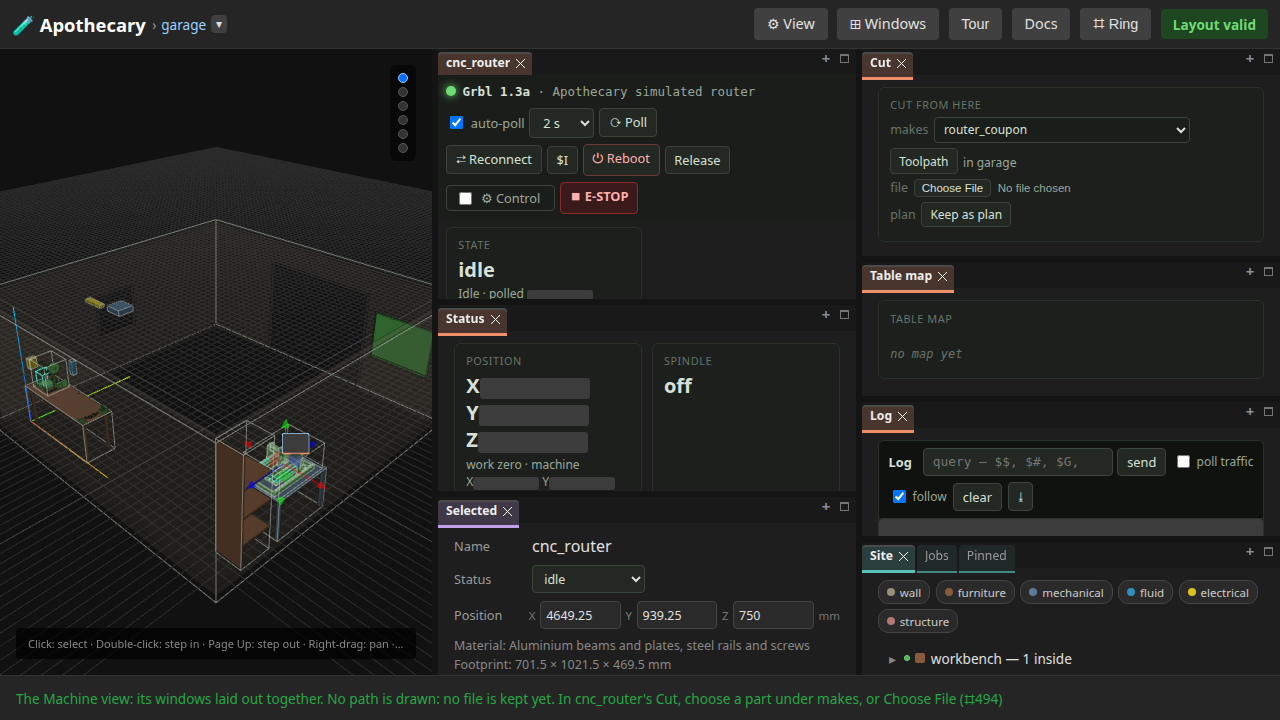 🧪 Apothecary › garage ▾
⚙ View
⊞ Windows
Tour
Docs
⌗ Ring
Layout valid
Click: select · Double-click: step in · Page Up: step out · Right-drag: pan ·…
cnc_router
Grbl 1.3a · Apothecary simulated router
auto-poll 2 s ⟳ Poll
⇄ Reconnect $I ⏻ Reboot Release
⚙ Control ■ E-STOP
STATE
idle
Idle · polled
Status
POSITION
X
Y
Z
work zero · machine
X Y
SPINDLE
off
Selected
Name cnc_router
Status idle
Position X 4649.25 Y 939.25 Z 750 mm
Material: Aluminium beams and plates, steel rails and screws
Footprint: 701.5 × 1021.5 × 469.5 mm
Cut
CUT FROM HERE
makes router_coupon
Toolpath in garage
file Choose File No file chosen
plan Keep as plan
Table map
TABLE MAP
no map yet
Log
Log query — $$, $#, $G, send poll traffic
follow clear ⭳
Site Jobs Pinned
wall furniture mechanical fluid electrical
structure
▸ workbench — 1 inside
The Machine view: its windows laid out together. No path is drawn: no file is kept yet. In cnc_router's Cut, choose a part under makes, or Choose File (⌗494)